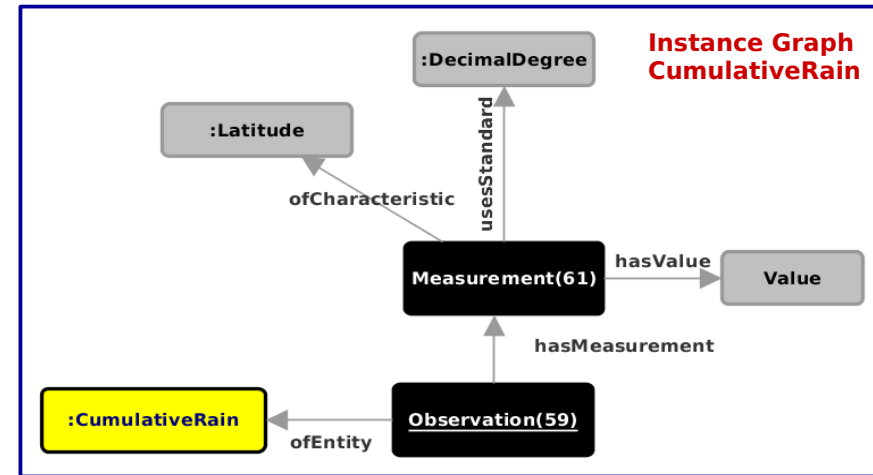 Instance Graph
CumulativeRain
:DecimalDegree
:Latitude
usesStandard
ofCharacteristic
Measurement(61)
hasValue
Value
hasMeasurement
:CumulativeRain
Observation(59)
ofEntity